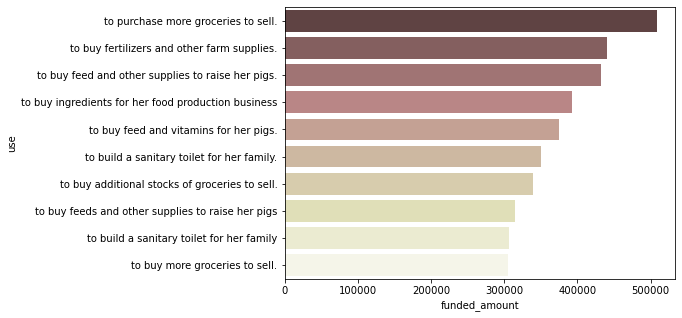 to purchase more groceries to sell.
to buy fertilizers and other farm supplies.
to buy feed and other supplies to raise her pigs.
to buy ingredients for her food production business
to buy feed and vitamins for her pigs.
to build a sanitary toilet for her family.
to buy additional stocks of groceries to sell.
to buy feeds and other supplies to raise her pigs
to build a sanitary toilet for her family
to buy more groceries to sell.
use
0 100000 200000 300000 400000 500000
funded_amount